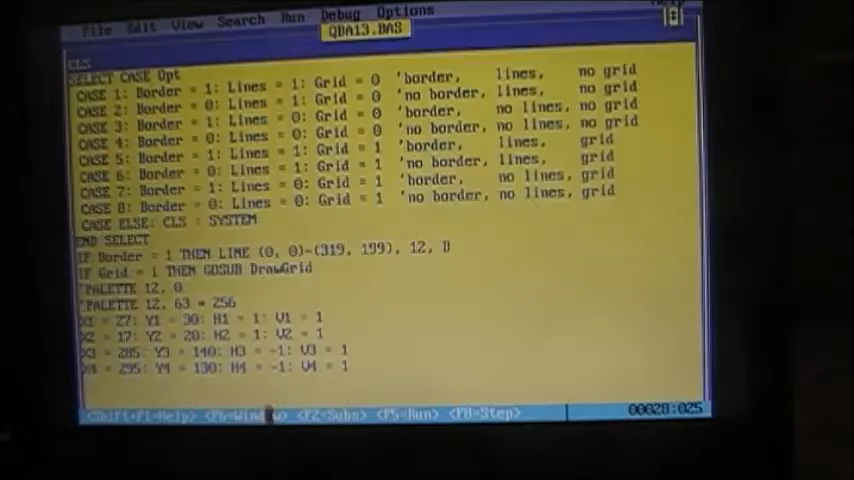 File Edit View Search Run Debug Options Help
QBA13.BAS
CLS
SELECT CASE Opt
CASE 1: Border = 1: Lines = 1: Grid = 0 'border, lines, no grid
CASE 2: Border = 0: Lines = 1: Grid = 0 'no border, lines, no grid
CASE 3: Border = 1: Lines = 0: Grid = 0 'border, no lines, no grid
CASE 4: Border = 0: Lines = 0: Grid = 0 'no border, no lines, no grid
CASE 5: Border = 1: Lines = 1: Grid = 1 'border, lines, grid
CASE 6: Border = 0: Lines = 1: Grid = 1 'no border, lines, grid
CASE 7: Border = 1: Lines = 0: Grid = 1 'border, no lines, grid
CASE 8: Border = 0: Lines = 0: Grid = 1 'no border, no lines, grid
CASE ELSE: CLS : SYSTEM
END SELECT
IF Border = 1 THEN LINE (0, 0)-(319, 199), 12, B
IF Grid = 1 THEN GOSUB DrawGrid
'PALETTE 12, 0
'PALETTE 12, 63 * 256
X1 = 27: Y1 = 30: H1 = 1: V1 = 1
X2 = 17: Y2 = 20: H2 = 1: V2 = 1
X3 = 285: Y3 = 140: H3 = -1: V3 = 1
X4 = 295: Y4 = 130: H4 = -1: V4 = 1
<Shift+F1=Help> <F6=Window> <F2=Subs> <F5=Run> <F8=Step>
00028:025